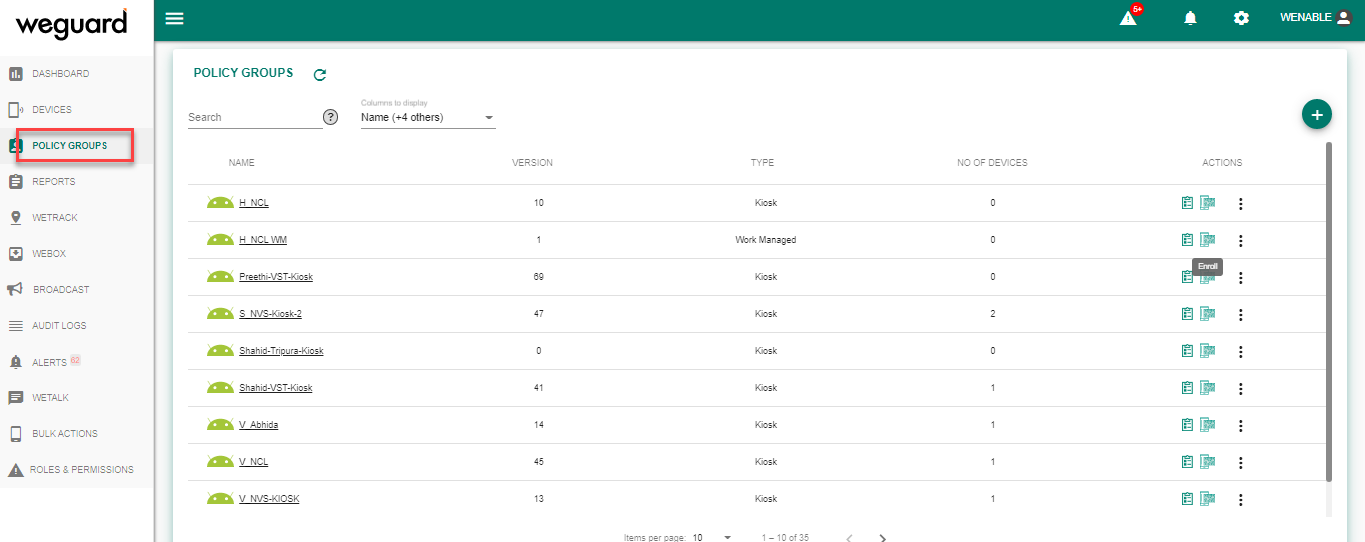 weguard
5+
WENABLE
DASHBOARD
DEVICES
POLICY GROUPS
REPORTS
WETRACK
WEBOX
BROADCAST
AUDIT LOGS
ALERTS 62
WETALK
BULK ACTIONS
ROLES & PERMISSIONS
POLICY GROUPS
Search ?
Columns to display
Name (+4 others)
+
NAME VERSION TYPE NO OF DEVICES ACTIONS
H_NCL 10 Kiosk 0
H_NCL WM 1 Work Managed 0
Enroll
Preethi-VST-Kiosk 69 Kiosk 0
S_NVS-Kiosk-2 47 Kiosk 2
Shahid-Tripura-Kiosk 0 Kiosk 0
Shahid-VST-Kiosk 41 Kiosk 1
V_Abhida 14 Kiosk 1
V_NCL 45 Kiosk 1
V_NVS-KIOSK 13 Kiosk 1
Items per page: 10 1 – 10 of 35